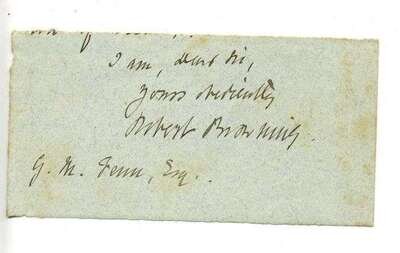 I am, Dear Sir,
Yours obediently
Robert Browning.
G. M. Fenn, Esq.